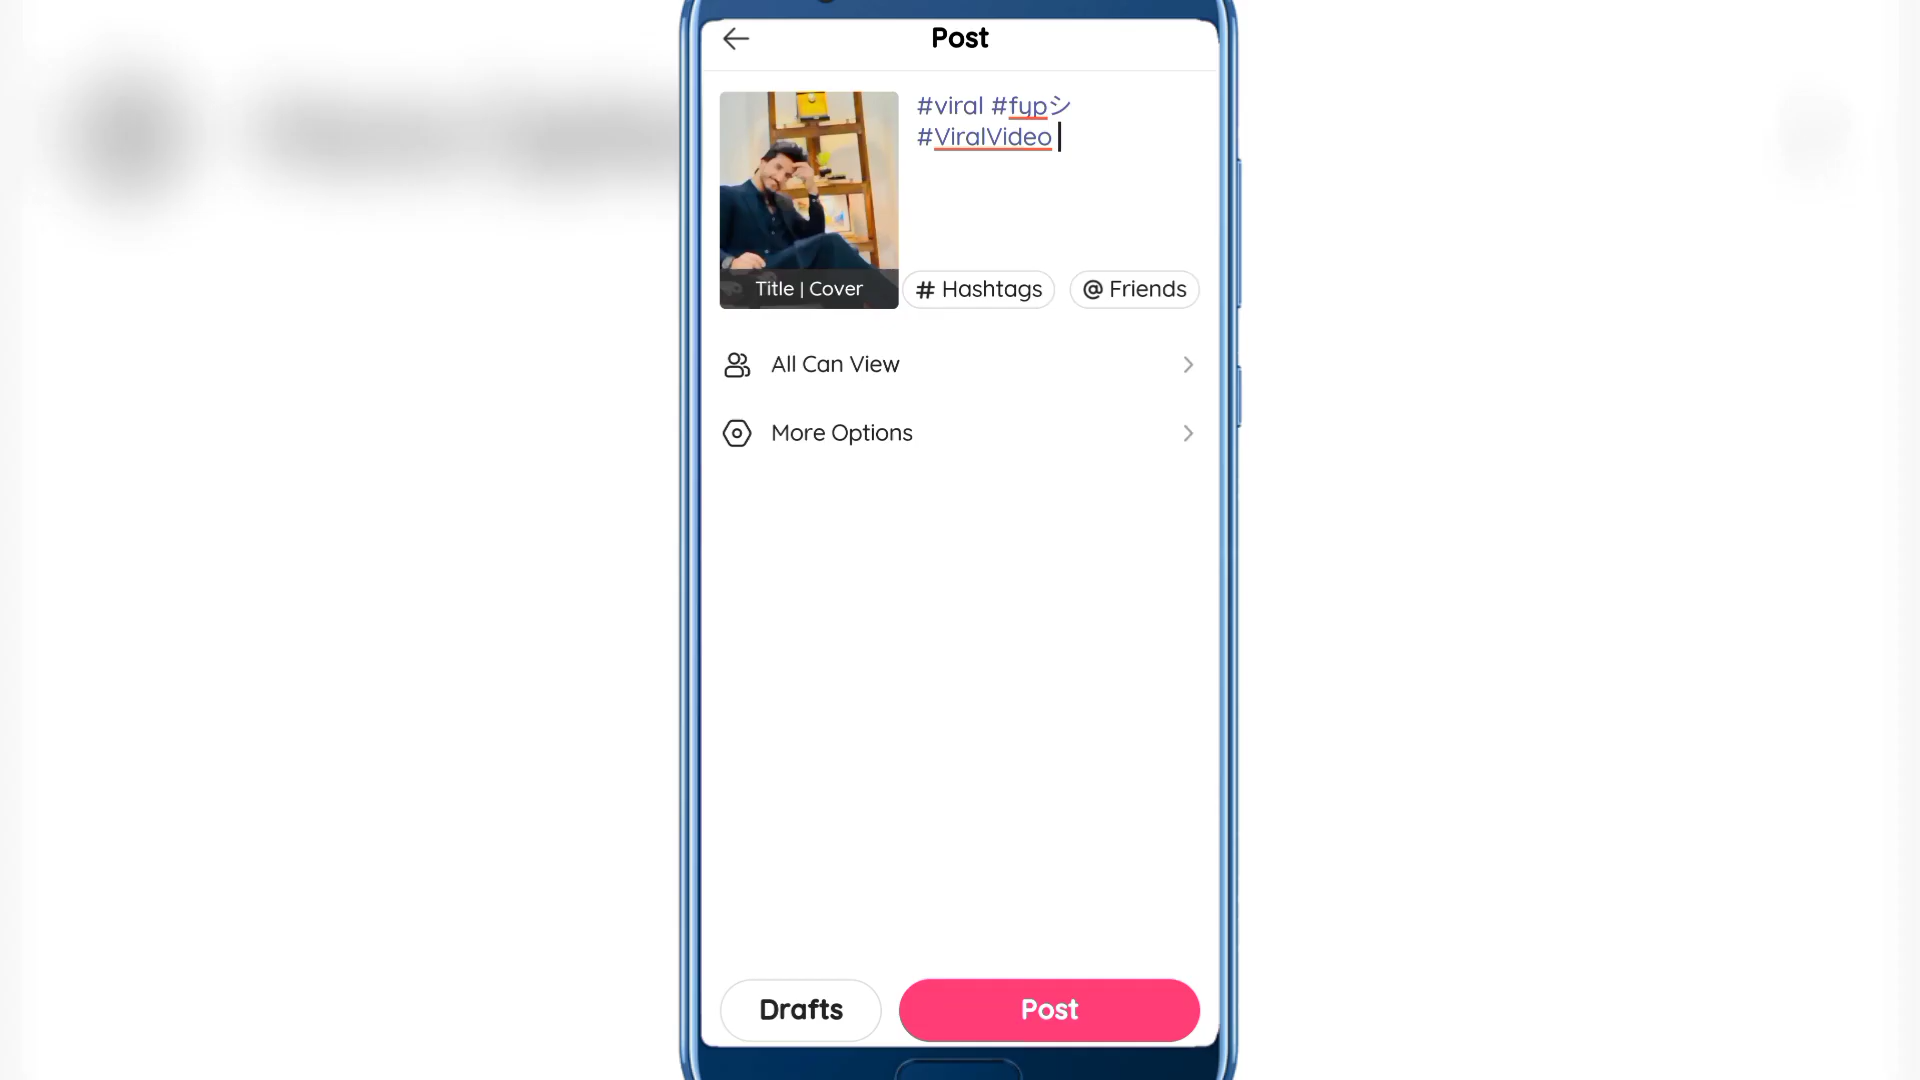 Post
#viral #fypシ
#ViralVideo
Title | Cover
# Hashtags
@ Friends
All Can View
More Options
Drafts
Post